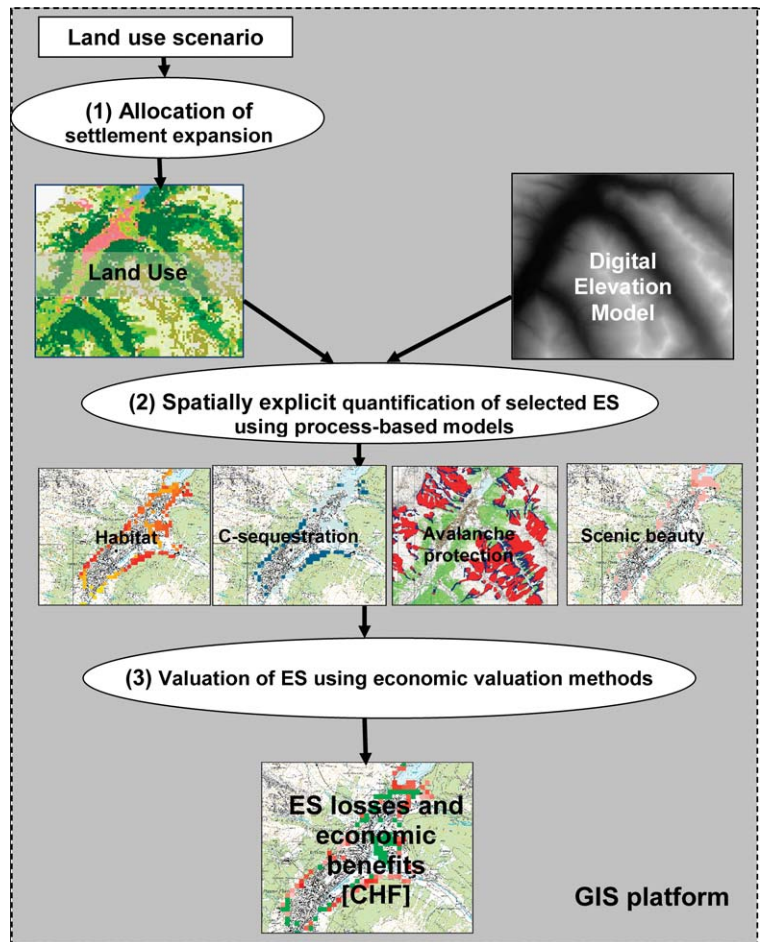 Land use scenario
(1) Allocation of
settlement expansion
Land Use
Digital
Elevation
Model
(2) Spatially explicit quantification of selected ES
using process-based models
Habitat
C-sequestration
Avalanche
protection
Scenic beauty
(3) Valuation of ES using economic valuation methods
ES losses and
economic
benefits
[CHF]
GIS platform